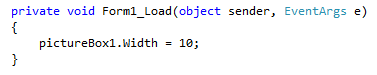 private void Form1_Load(object sender, EventArgs e)
{
    pictureBox1.Width = 10;
}